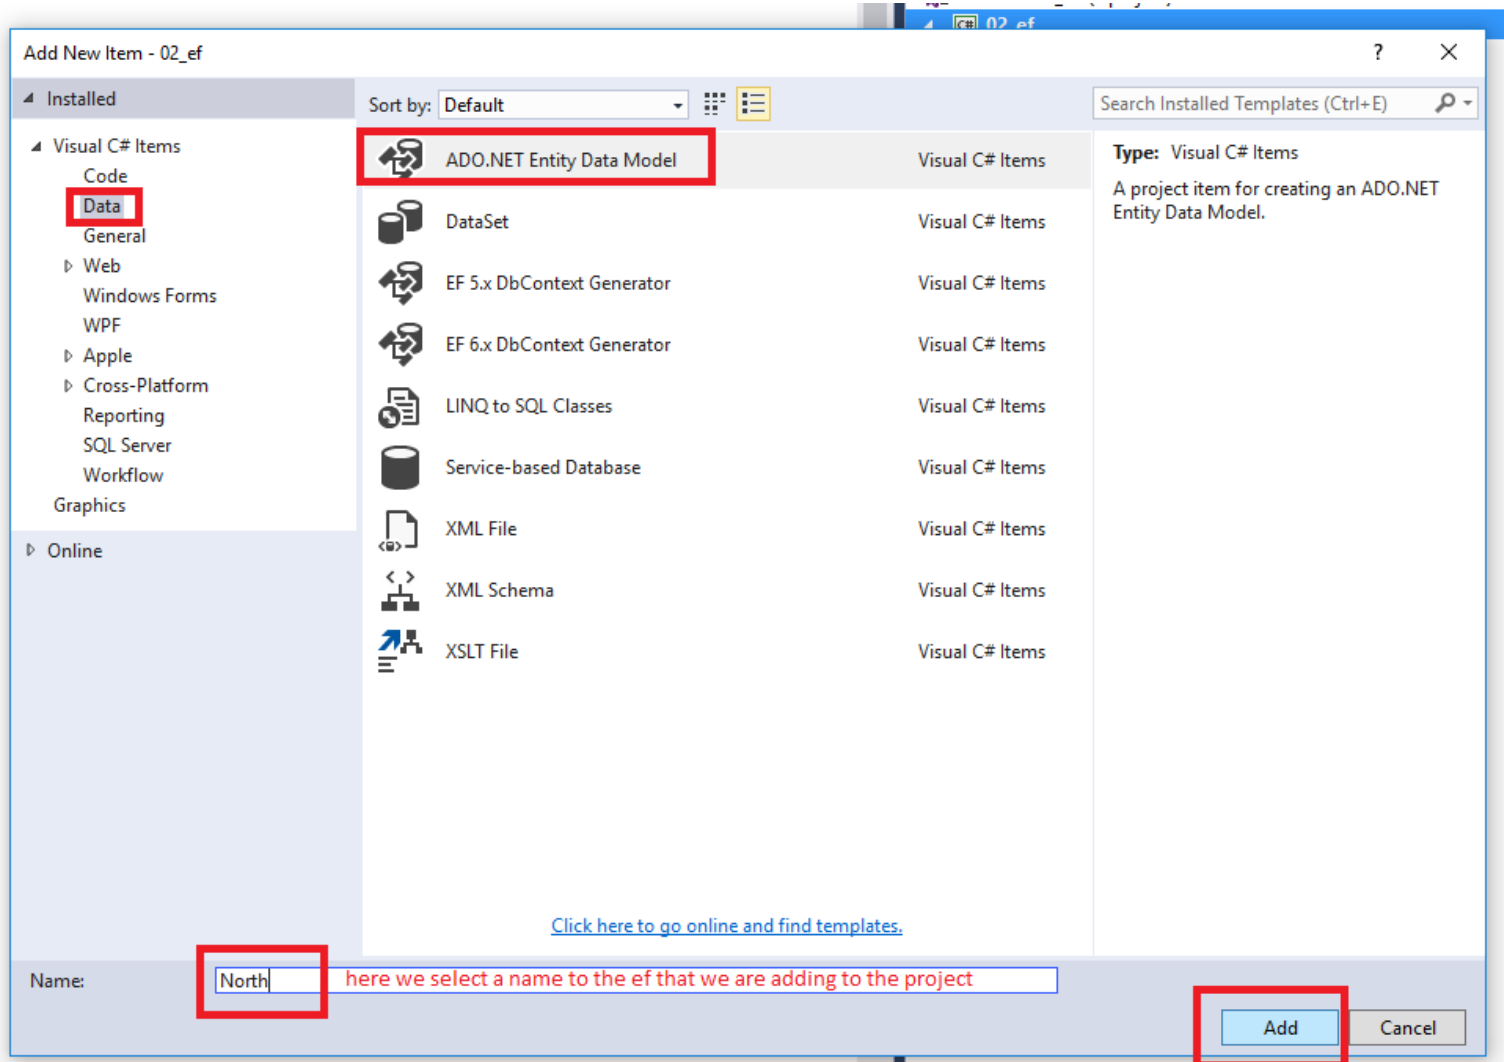 02_ef
Add New Item - 02_ef
?
Installed
Sort by: Default
Search Installed Templates (Ctrl+E)
Visual C# Items
Code
Data
General
Web
Windows Forms
WPF
Apple
Cross-Platform
Reporting
SQL Server
Workflow
Graphics
Online
ADO.NET Entity Data Model Visual C# Items
DataSet Visual C# Items
EF 5.x DbContext Generator Visual C# Items
EF 6.x DbContext Generator Visual C# Items
LINQ to SQL Classes Visual C# Items
Service-based Database Visual C# Items
XML File Visual C# Items
XML Schema Visual C# Items
XSLT File Visual C# Items
Click here to go online and find templates.
Type: Visual C# Items
A project item for creating an ADO.NET
Entity Data Model.
Name: North here we select a name to the ef that we are adding to the project
Add Cancel